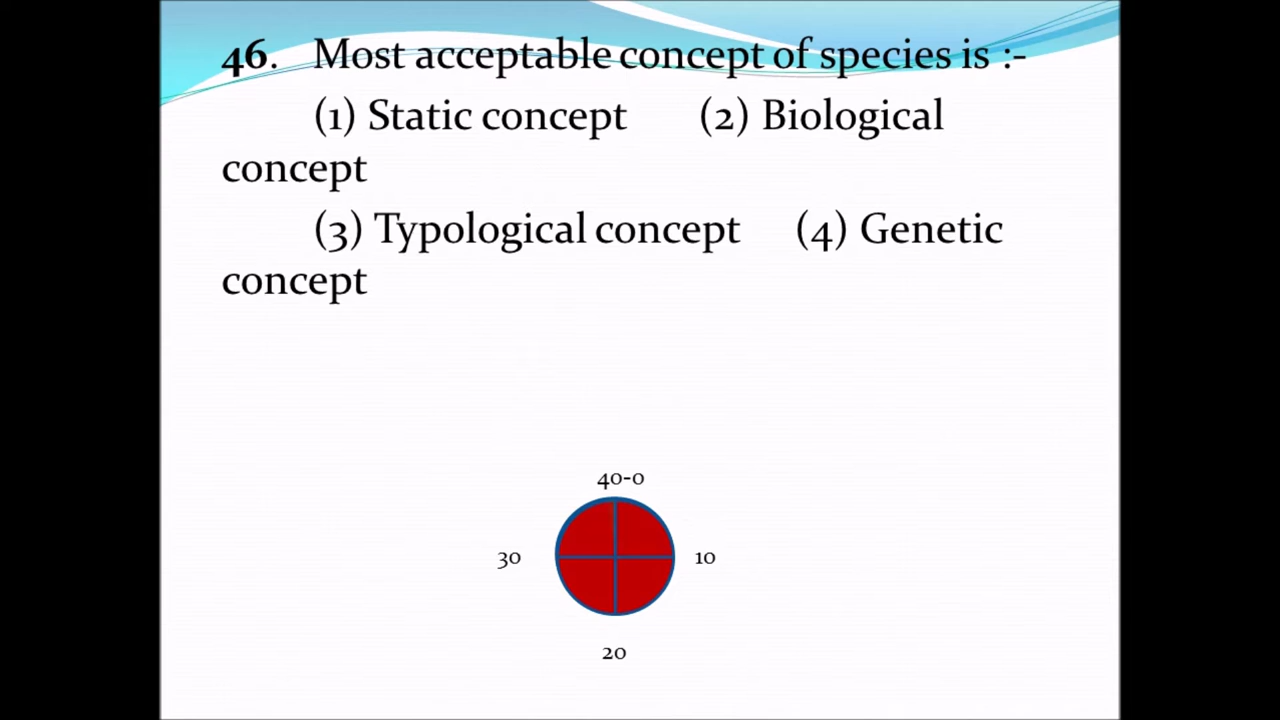 46. Most acceptable concept of species is :-
(1) Static concept (2) Biological
concept
(3) Typological concept (4) Genetic
concept
40-0
30 10
20